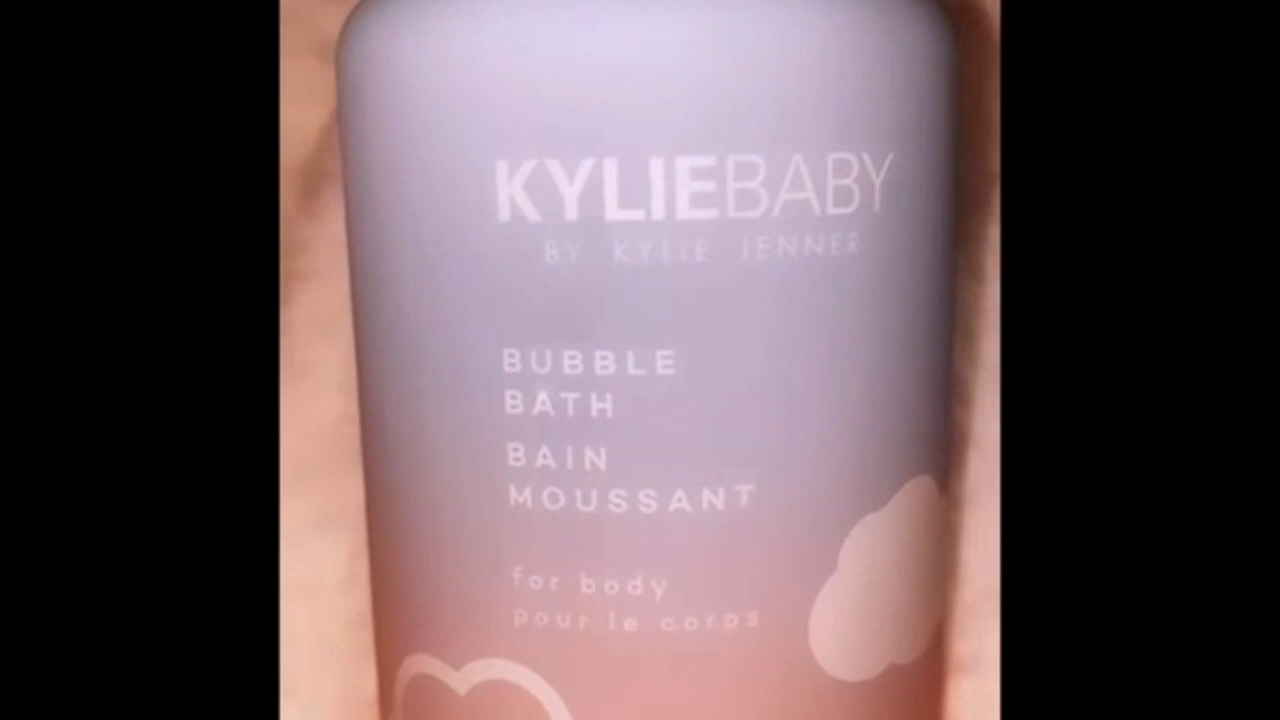 KYLIEBABY
BY KYLIE JENNER
BUBBLE
BATH
BAIN
MOUSSANT
for body
pour le corps